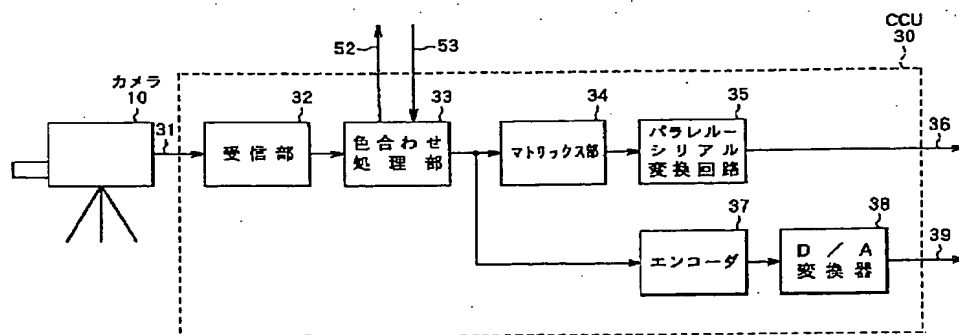 CCU
30
52
53
カメラ
10
31
32
受信部
33
色合わせ
処理部
34
マトリックス部
35
パラレルー
シリアル
変換回路
36
37
エンコーダ
38
D/A
変換器
39